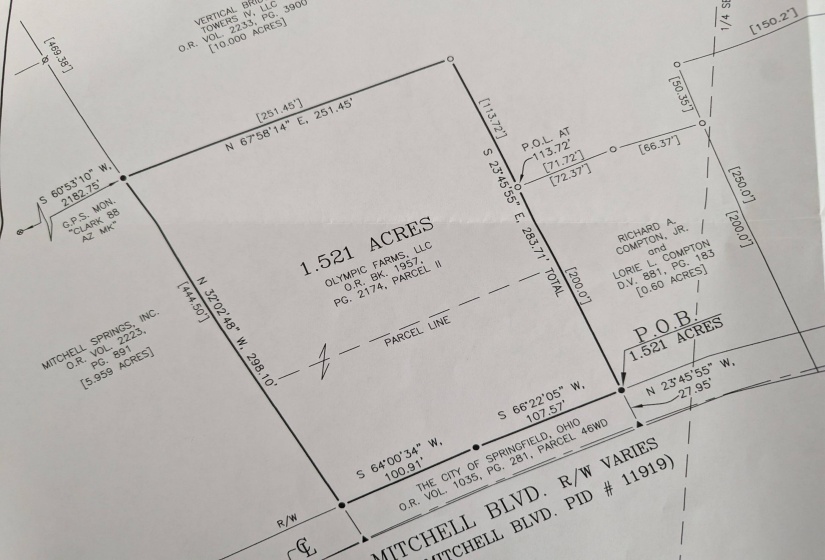 VERTICAL
TOWERS IV, LLC
O.R. VOL. 2233, PG. 3900
[10.000 ACRES]
1/4
[150.2']
[469.38']
[50.35']
[251.45']
N 67°58'14" E, 251.45'
[113.72']
P.O.L. AT
113.72'
[71.72']
[72.37']
[66.37']
S 60°53'10" W,
2182.75'
G.P.S. MON.
"CLARK 88
AZ MK"
S 23°45'55" E, 283.71' TOTAL
[200.0']
[250.0']
[200.0']
1.521 ACRES
OLYMPIC FARMS, LLC
O.R. BK. 1957,
PG. 2174, PARCEL II
RICHARD A.
COMPTON, JR.
and
LORIE L. COMPTON
D.V. 881, PG. 183
[0.60 ACRES]
N 32°02'48" W, 298.10'
[444.50']
MITCHELL SPRINGS, INC.
O.R. VOL. 2223,
PG. 891
[5.959 ACRES]
PARCEL LINE
P.O.B.
1.521 ACRES
N 23°45'55" W,
27.95'
S 66°22'05" W,
107.57'
S 64°00'34" W,
100.91'
THE CITY OF SPRINGFIELD, OHIO
O.R. VOL. 1035, PG. 281, PARCEL 46WD
R/W
℄
MITCHELL BLVD. R/W VARIES
MITCHELL BLVD. PID # 11919)